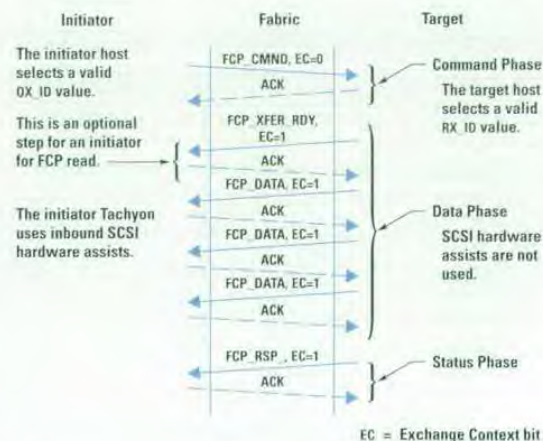 Initiator
Fabric
Target
The initiator host
selects a valid
OX_ID value.
FCP_CMND, EC=0
ACK
Command Phase
The target host
selects a valid
RX_ID value.
This is an optional
step for an initiator
for FCP read.
FCP_XFER_RDY,
EC=1
ACK
FCP_DATA, EC=1
ACK
The initiator Tachyon
uses inbound SCSI
hardware assists.
FCP_DATA, EC=1
ACK
FCP_DATA, EC=1
ACK
Data Phase
SCSI hardware
assists are not
used.
FCP_RSP_, EC=1
ACK
Status Phase
EC = Exchange Context bit